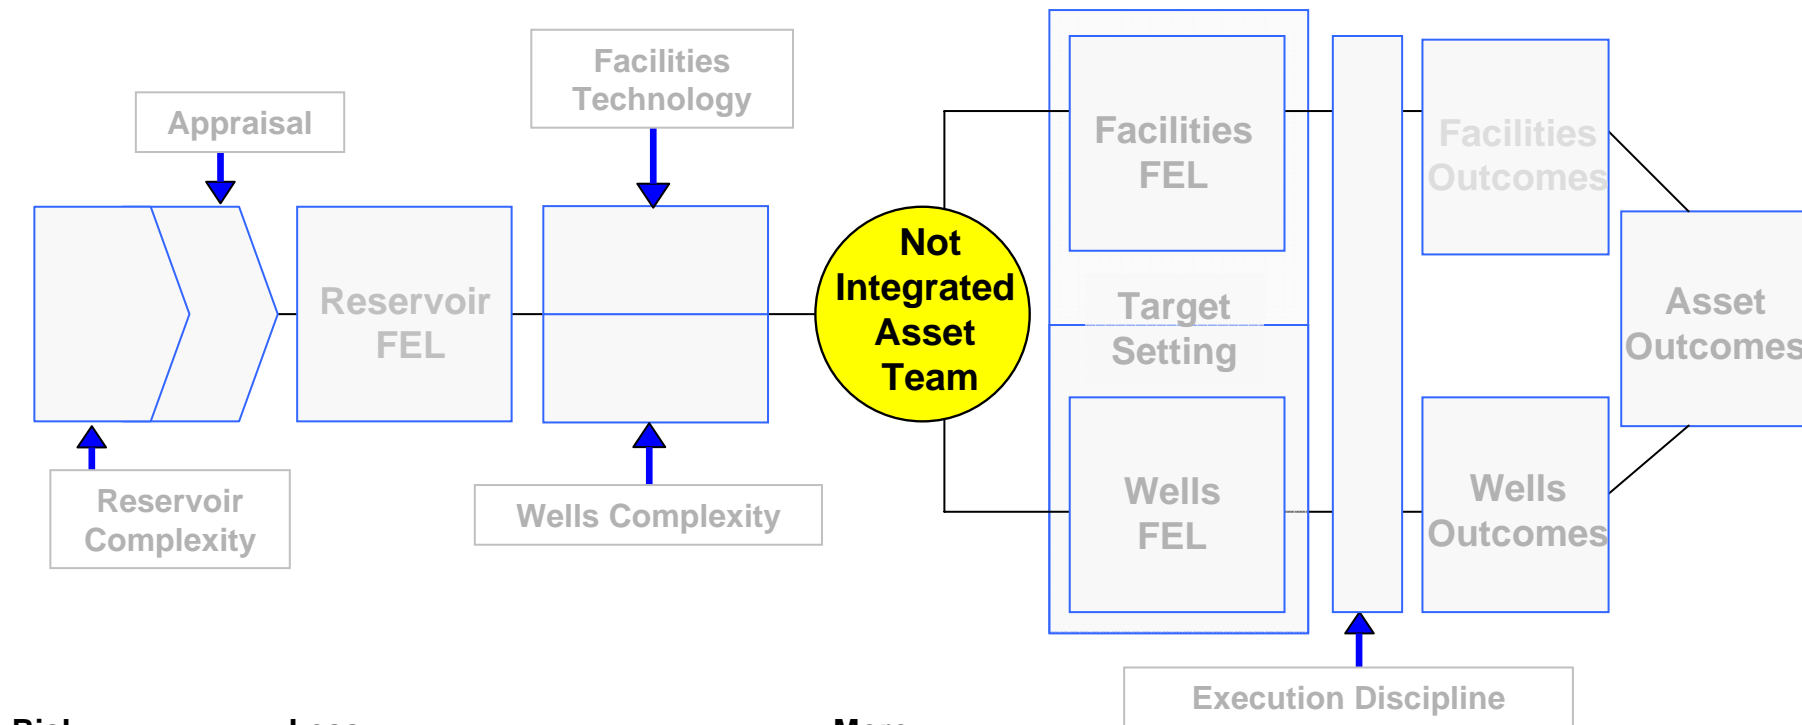 Facilities
Technology
Appraisal
Reservoir
FEL
Not
Integrated
Asset
Team
Facilities
FEL
Target
Setting
Wells
FEL
Facilities
Outcomes
Asset
Outcomes
Wells
Outcomes
Reservoir
Complexity
Wells Complexity
Execution Discipline